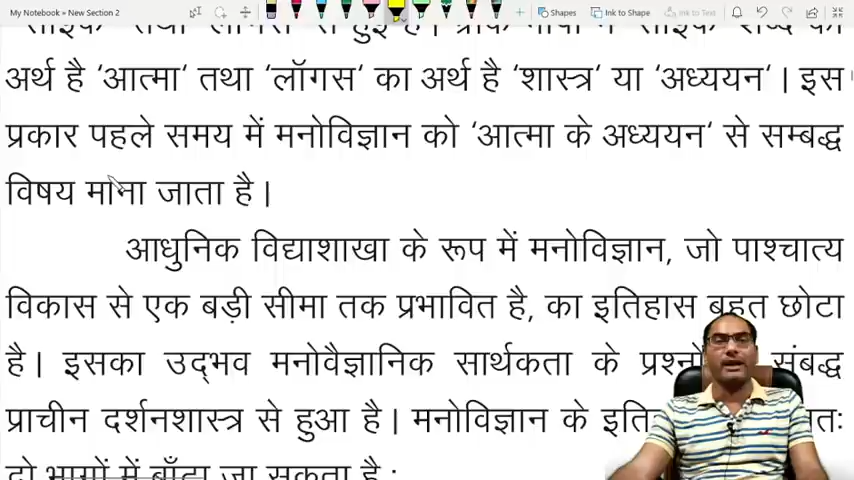 My Notebook » New Section 2
Shapes
Ink to Shape
Ink to Text
अर्थ है ‘आत्मा‘ तथा ‘लॉगस‘ का अर्थ है ‘शास्त्र‘ या ‘अध्ययन‘ । इस
प्रकार पहले समय में मनोविज्ञान को ‘आत्मा के अध्ययन‘ से सम्बद्ध
विषय माना जाता है ।
आधुनिक विद्याशाखा के रूप में मनोविज्ञान, जो पाश्चात्य
विकास से एक बड़ी सीमा तक प्रभावित है, का इतिहास बहुत छोटा
है । इसका उद्भव मनोवैज्ञानिक सार्थकता के संबद्ध
प्राचीन दर्शनशास्त्र से हुआ है । मनोविज्ञान के
दो भागों में बाँटा जा सकता है :